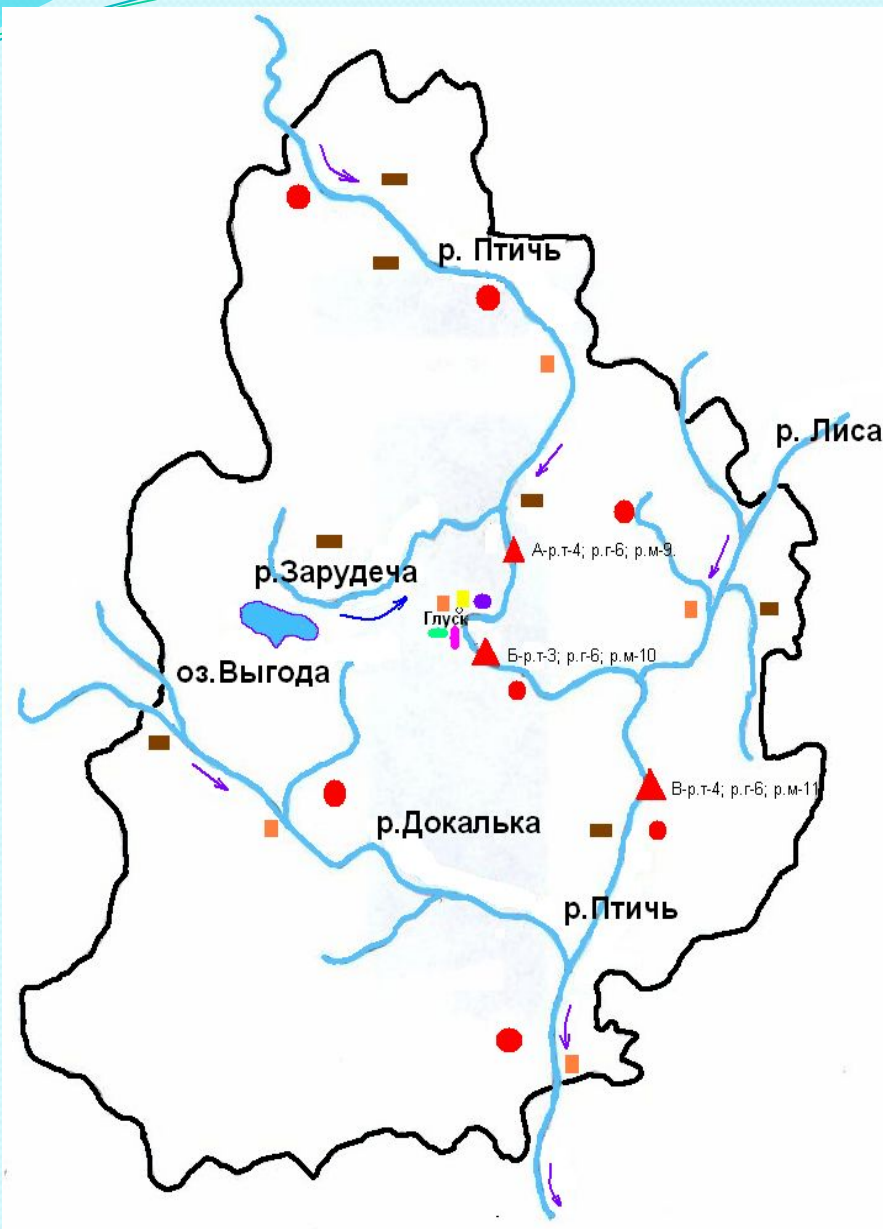 р. Птичь
р. Лиса
А-р.т-4; р.г-6; р.м-9.
р.Зарудеча
Глуск
Б-р.т-3; р.г-6; р.м-10
оз.Выгода
В-р.т-4; р.г-6; р.м-11
р.Докалька
р.Птичь